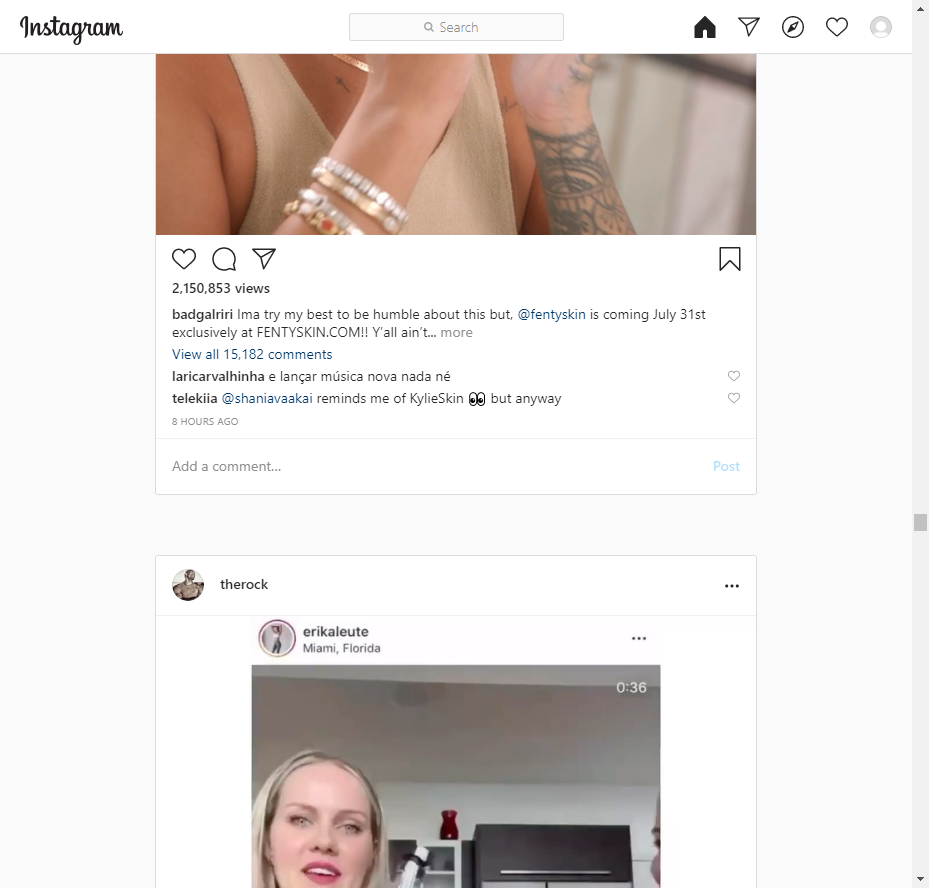 Instagram
Search
2,150,853 views
badgalriri Ima try my best to be humble about this but, @fentyskin is coming July 31st
exclusively at FENTYSKIN.COM!! Y'all ain't... more
View all 15,182 comments
laricarvalhinha e lançar música nova nada né
telekiia @shaniavaakai reminds me of KylieSkin 👀 but anyway
8 HOURS AGO
Add a comment...
Post
therock
erikaleute
Miami, Florida
0:36